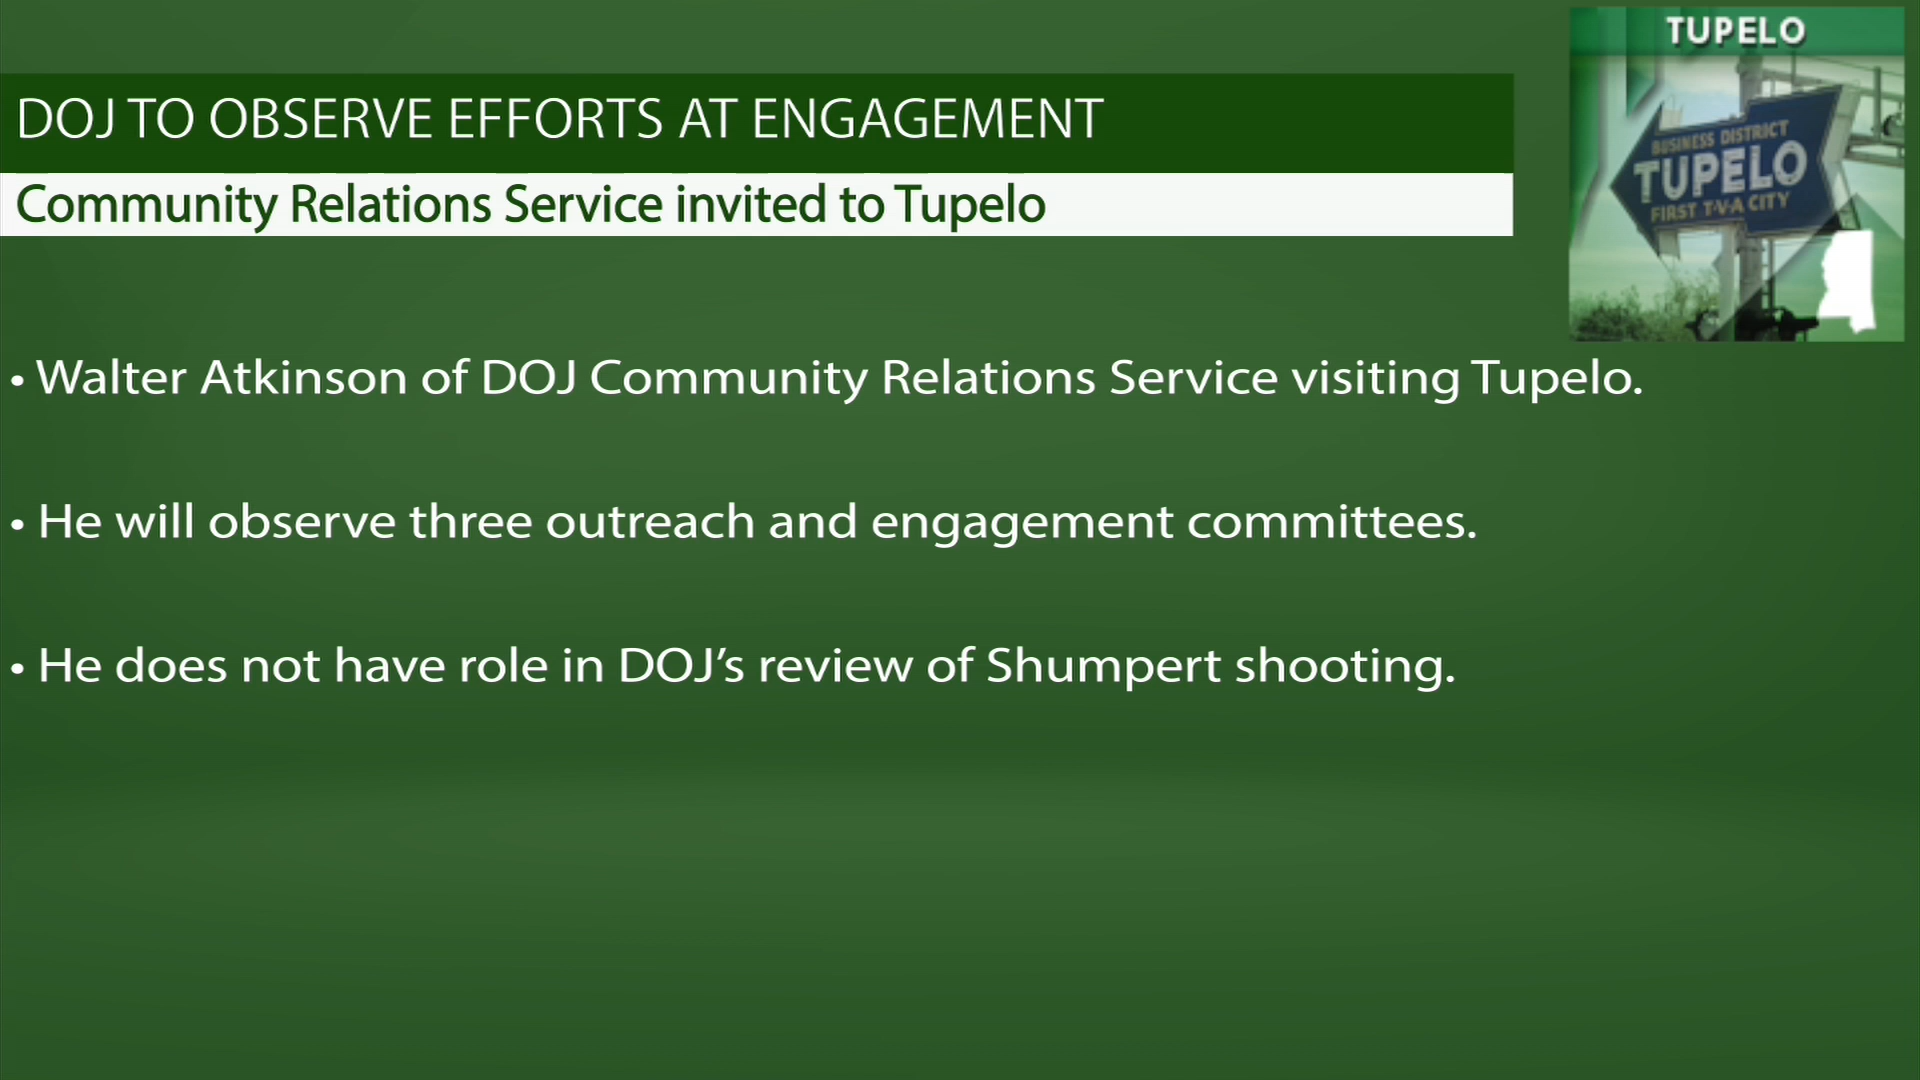 TUPELO
DOJ TO OBSERVE EFFORTS AT ENGAGEMENT
Community Relations Service invited to Tupelo
BUSINESS DISTRICT
TUPELO
FIRST T·V·A CITY
• Walter Atkinson of DOJ Community Relations Service visiting Tupelo.
• He will observe three outreach and engagement committees.
• He does not have role in DOJ’s review of Shumpert shooting.